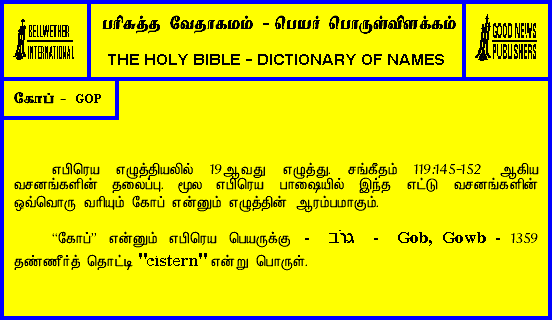 BELLWETHER
INTERNATIONAL
பரிசுத்த வேதாகமம் - பெயர் பொருள்விளக்கம்
THE HOLY BIBLE - DICTIONARY OF NAMES
GOOD NEWS
PUBLISHERS
கோப் - GOP
எபிரெய எழுத்தியலில் 19ஆவது எழுத்து. சங்கீதம் 119:145-152 ஆகிய
வசனங்களின் தலைப்பு. மூல எபிரெய பாஷையில் இந்த எட்டு வசனங்களின்
ஒவ்வொரு வரியும் கோப் என்னும் எழுத்தின் ஆரம்பமாகும்.
“கோப்” என்னும் எபிரெய பெயருக்கு - גוֹב - Gob, Gowb - 1359
தண்ணீர்த் தொட்டி "cistern" என்று பொருள்.